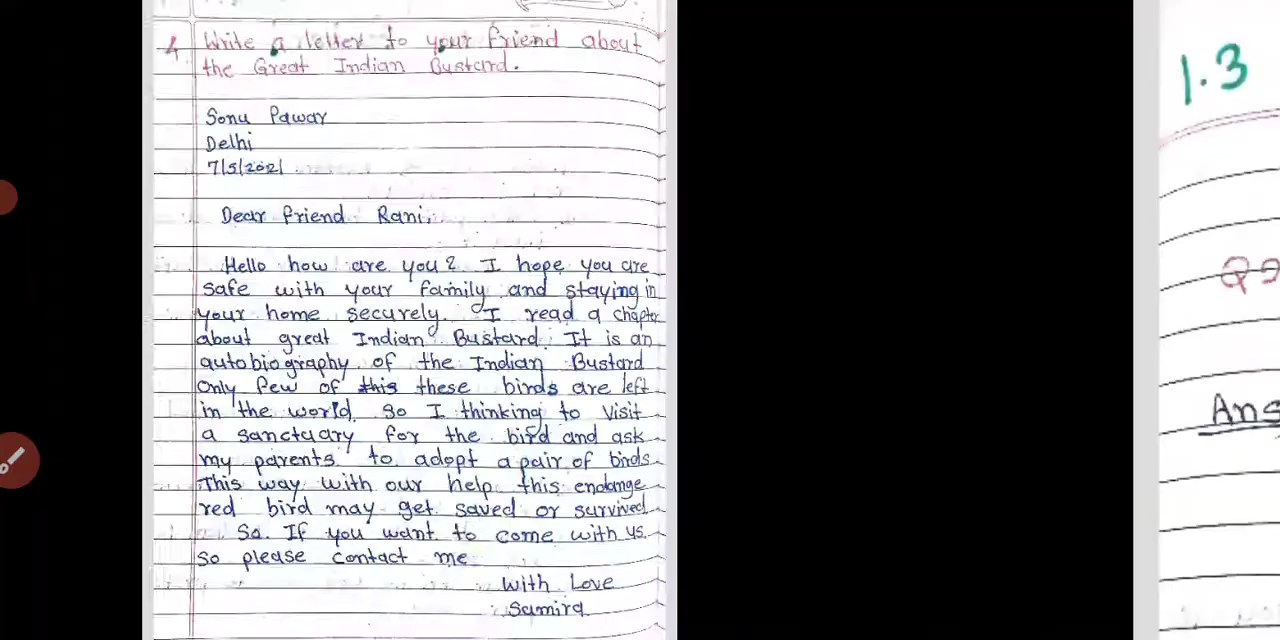 4 Write a letter to your friend about
the Great Indian Bustard.
Sonu Pawar
Delhi
7/5/2021
Dear friend Rani,
Hello how are you? I hope you are
safe with your family and staying in
your home securely. I read a chapter
about great Indian Bustard. It is an
autobiography of the Indian Bustard
Only few of this these birds are left
in the world. So I thinking to visit
a sanctuary for the bird and ask
my parents to adopt a pair of birds.
This way with our help this endange
red bird may get saved or survived.
So. If you want to come with us.
so please contact me
With Love
Samira
1.3
Ans